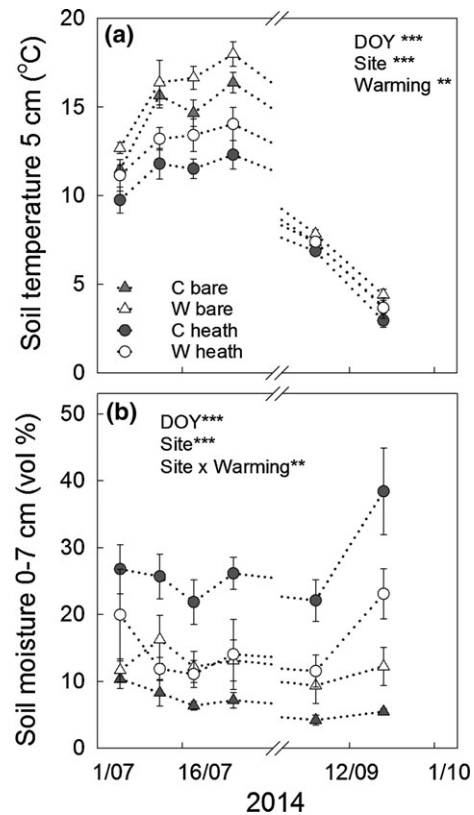 20
(a)
DOY ***
Site ***
Warming **
15
10
5
0
Soil temperature 5 cm (°C)
C bare
W bare
C heath
W heath
50
(b)
DOY***
Site***
Site x Warming**
40
30
20
10
0
Soil moisture 0-7 cm (vol %)
1/07
16/07
12/09
1/10
2014